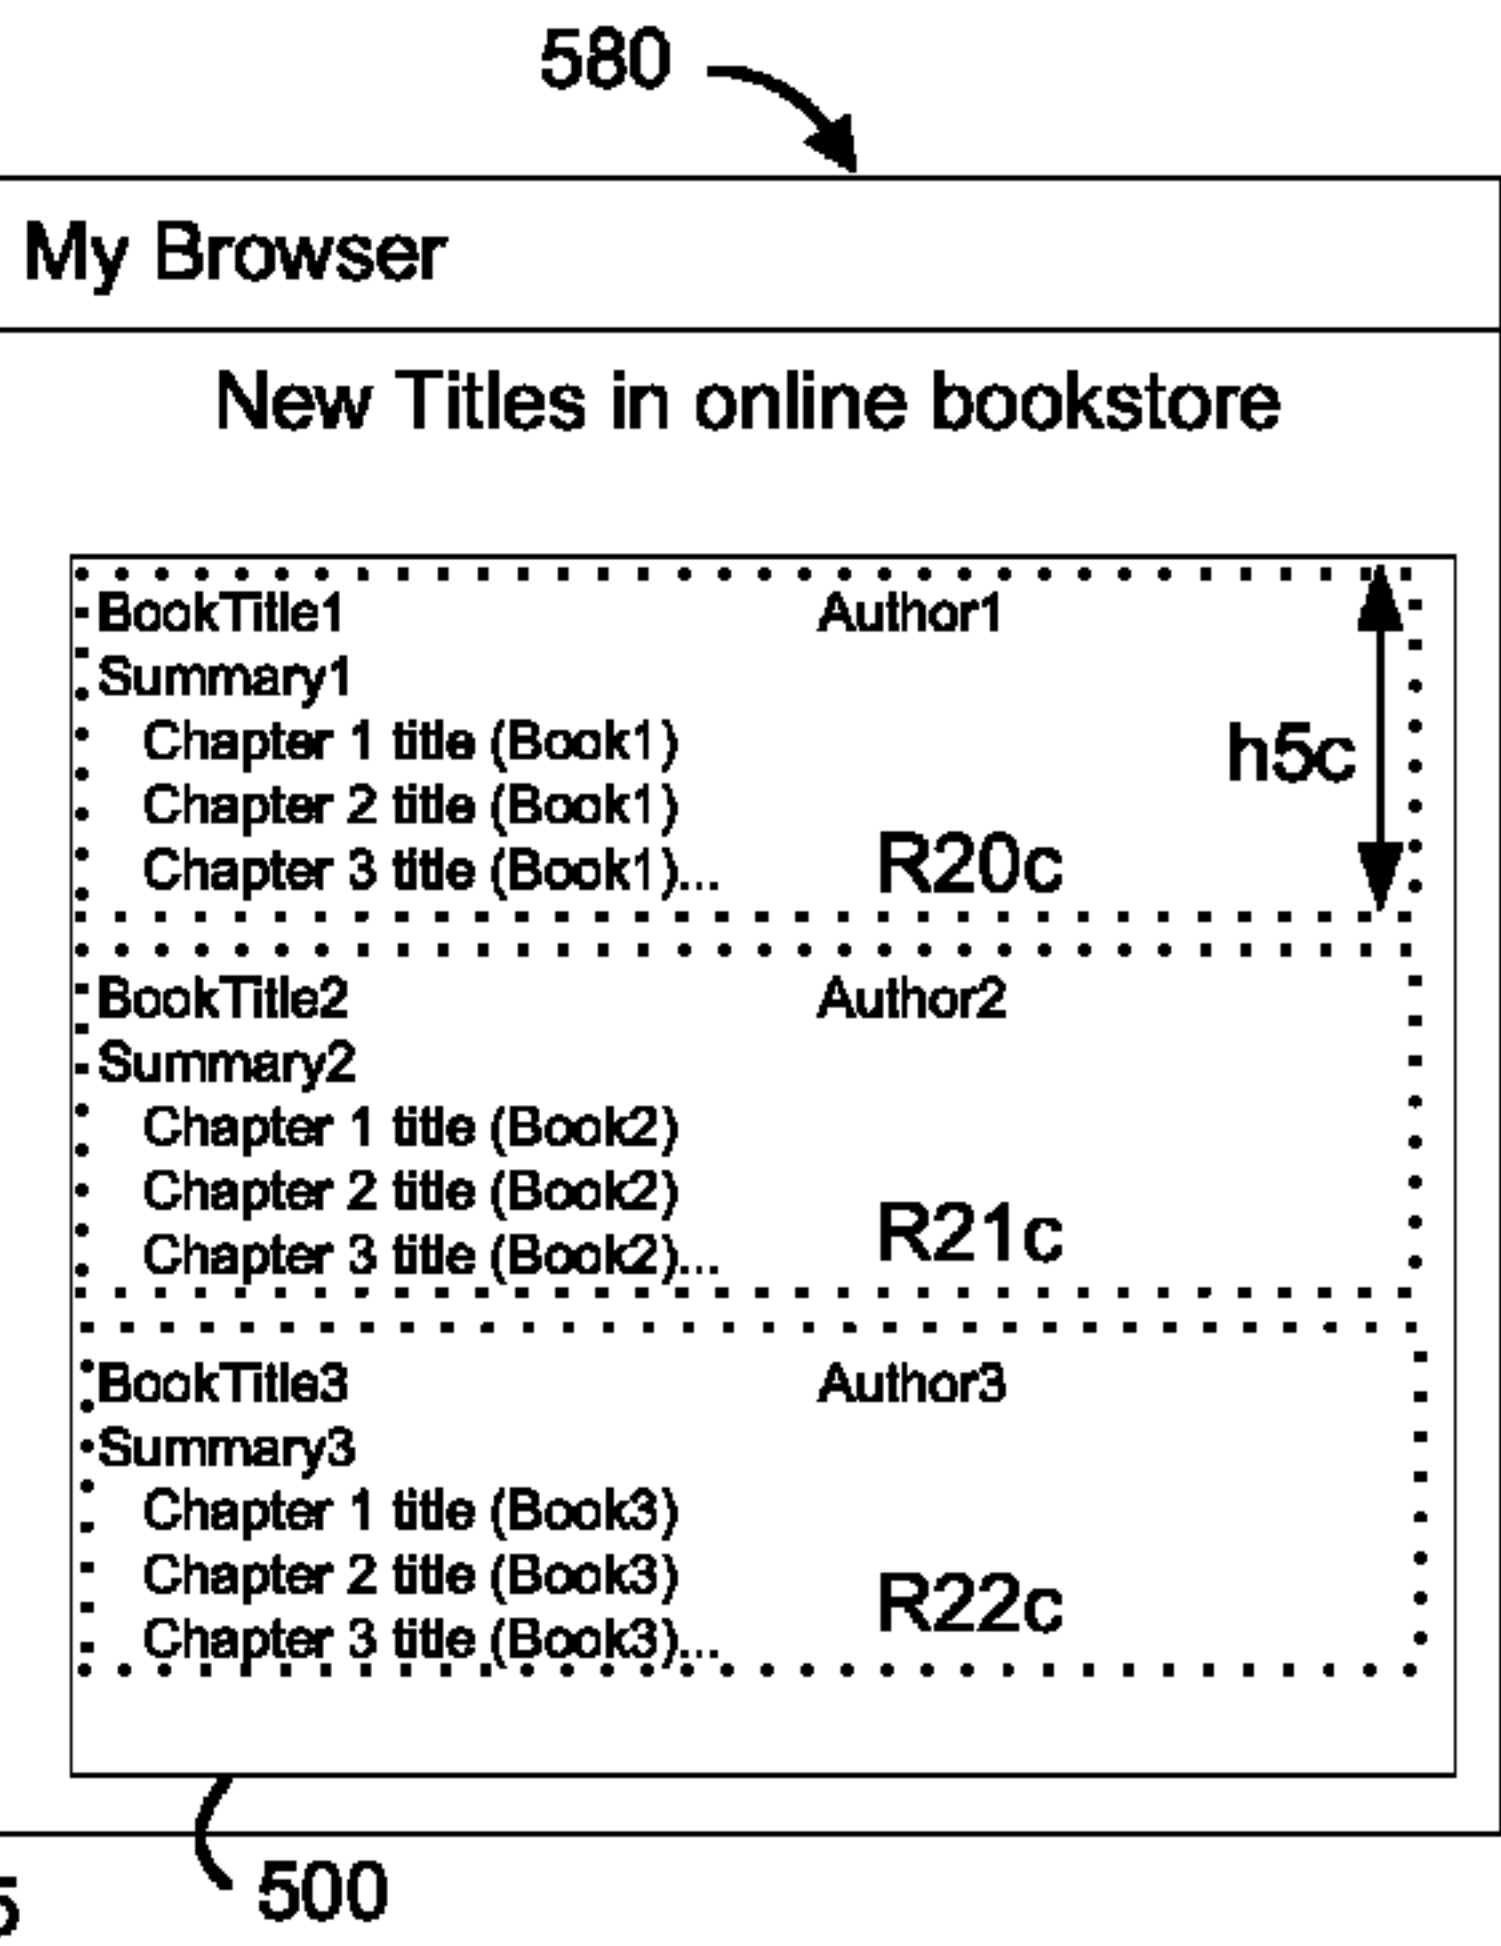 580
My Browser
New Titles in online bookstore
BookTitle1 Author1
Summary1
Chapter 1 title (Book1)
h5c
Chapter 2 title (Book1)
Chapter 3 title (Book1)... R20c
BookTitle2 Author2
Summary2
Chapter 1 title (Book2)
Chapter 2 title (Book2)
Chapter 3 title (Book2)... R21c
BookTitle3 Author3
Summary3
Chapter 1 title (Book3)
Chapter 2 title (Book3)
Chapter 3 title (Book3)... R22c
500
5